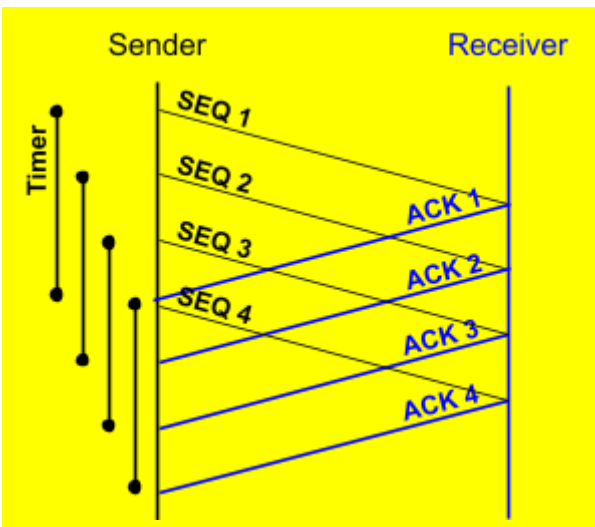 Sender
Receiver
Timer
SEQ 1
SEQ 2
SEQ 3
SEQ 4
ACK 1
ACK 2
ACK 3
ACK 4